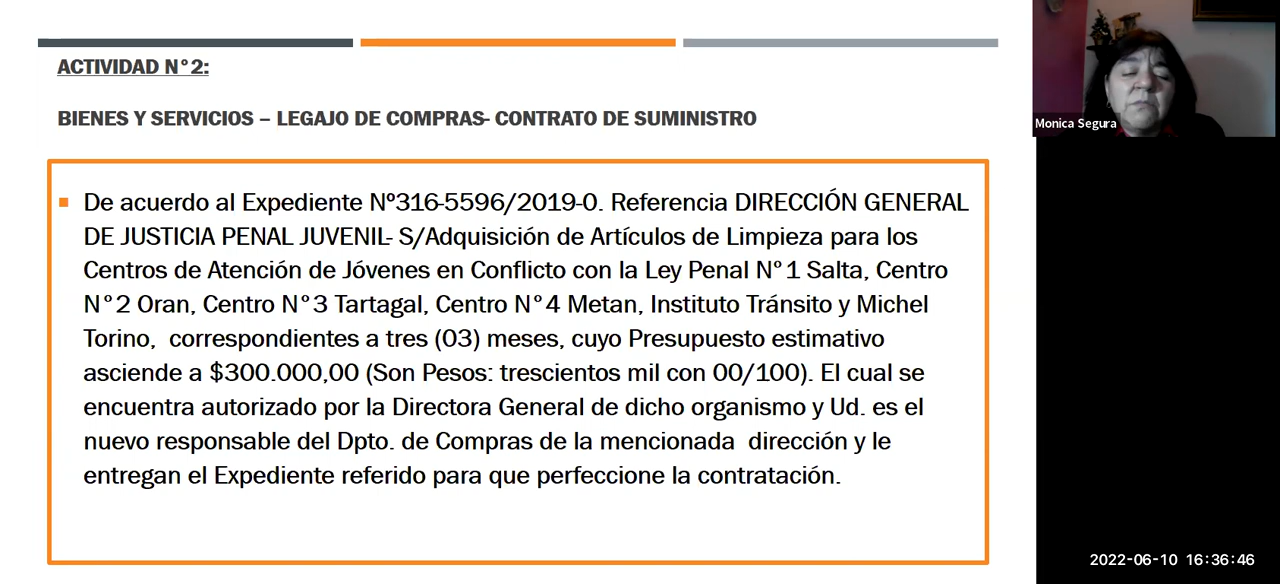 ACTIVIDAD N°2:
BIENES Y SERVICIOS – LEGAJO DE COMPRAS- CONTRATO DE SUMINISTRO
De acuerdo al Expediente Nº316-5596/2019-0. Referencia DIRECCIÓN GENERAL
DE JUSTICIA PENAL JUVENIL- S/Adquisición de Artículos de Limpieza para los
Centros de Atención de Jóvenes en Conflicto con la Ley Penal N°1 Salta, Centro
N°2 Oran, Centro N°3 Tartagal, Centro N°4 Metan, Instituto Tránsito y Michel
Torino, correspondientes a tres (03) meses, cuyo Presupuesto estimativo
asciende a $300.000,00 (Son Pesos: trescientos mil con 00/100). El cual se
encuentra autorizado por la Directora General de dicho organismo y Ud. es el
nuevo responsable del Dpto. de Compras de la mencionada dirección y le
entregan el Expediente referido para que perfeccione la contratación.
Monica Segura
2022-06-10 16:36:46